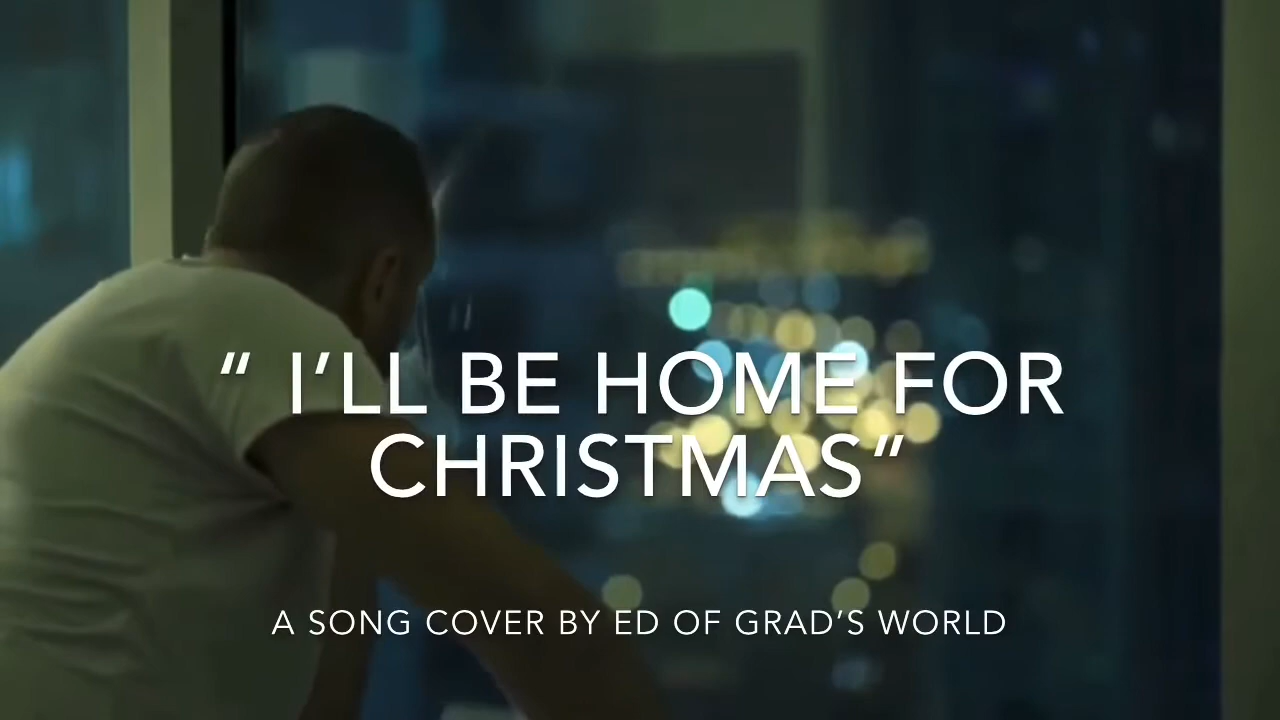 “ I’LL BE HOME FOR
CHRISTMAS”
A SONG COVER BY ED OF GRAD’S WORLD